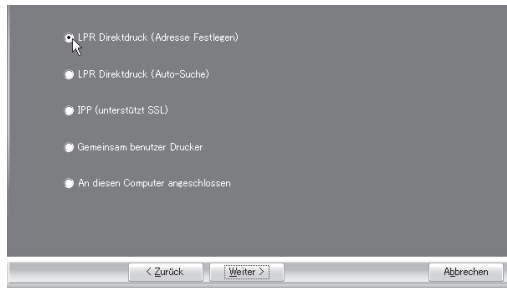 LPR Direktdruck (Adresse Festlegen)
LPR Direktdruck (Auto-Suche)
IPP (unterstützt SSL)
Gemeinsam benutzer Drucker
An diesen Computer angeschlossen
< Zurück Weiter > Abbrechen